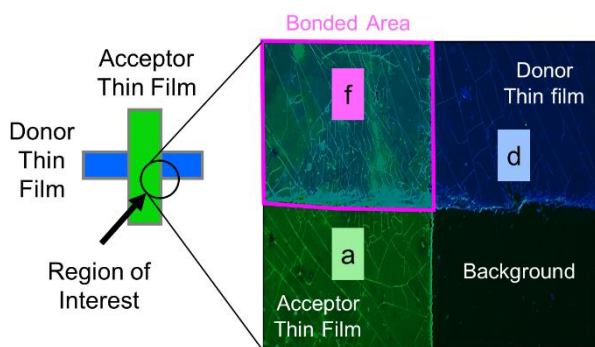 Bonded Area
Acceptor
Thin Film
Donor
Thin
Film
Region of
Interest
f
Donor
Thin film
d
a
Acceptor
Thin Film
Background